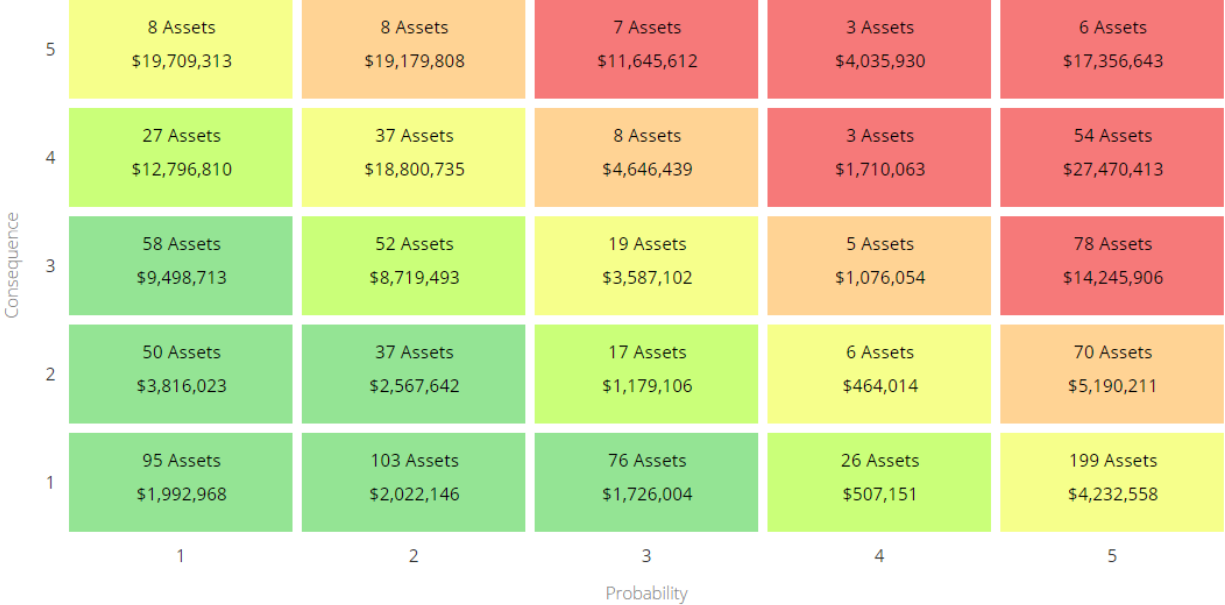 Consequence
5
8 Assets
$19,709,313
8 Assets
$19,179,808
7 Assets
$11,645,612
3 Assets
$4,035,930
6 Assets
$17,356,643
4
27 Assets
$12,796,810
37 Assets
$18,800,735
8 Assets
$4,646,439
3 Assets
$1,710,063
54 Assets
$27,470,413
3
58 Assets
$9,498,713
52 Assets
$8,719,493
19 Assets
$3,587,102
5 Assets
$1,076,054
78 Assets
$14,245,906
2
50 Assets
$3,816,023
37 Assets
$2,567,642
17 Assets
$1,179,106
6 Assets
$464,014
70 Assets
$5,190,211
1
95 Assets
$1,992,968
103 Assets
$2,022,146
76 Assets
$1,726,004
26 Assets
$507,151
199 Assets
$4,232,558
1
2
3
4
5
Probability